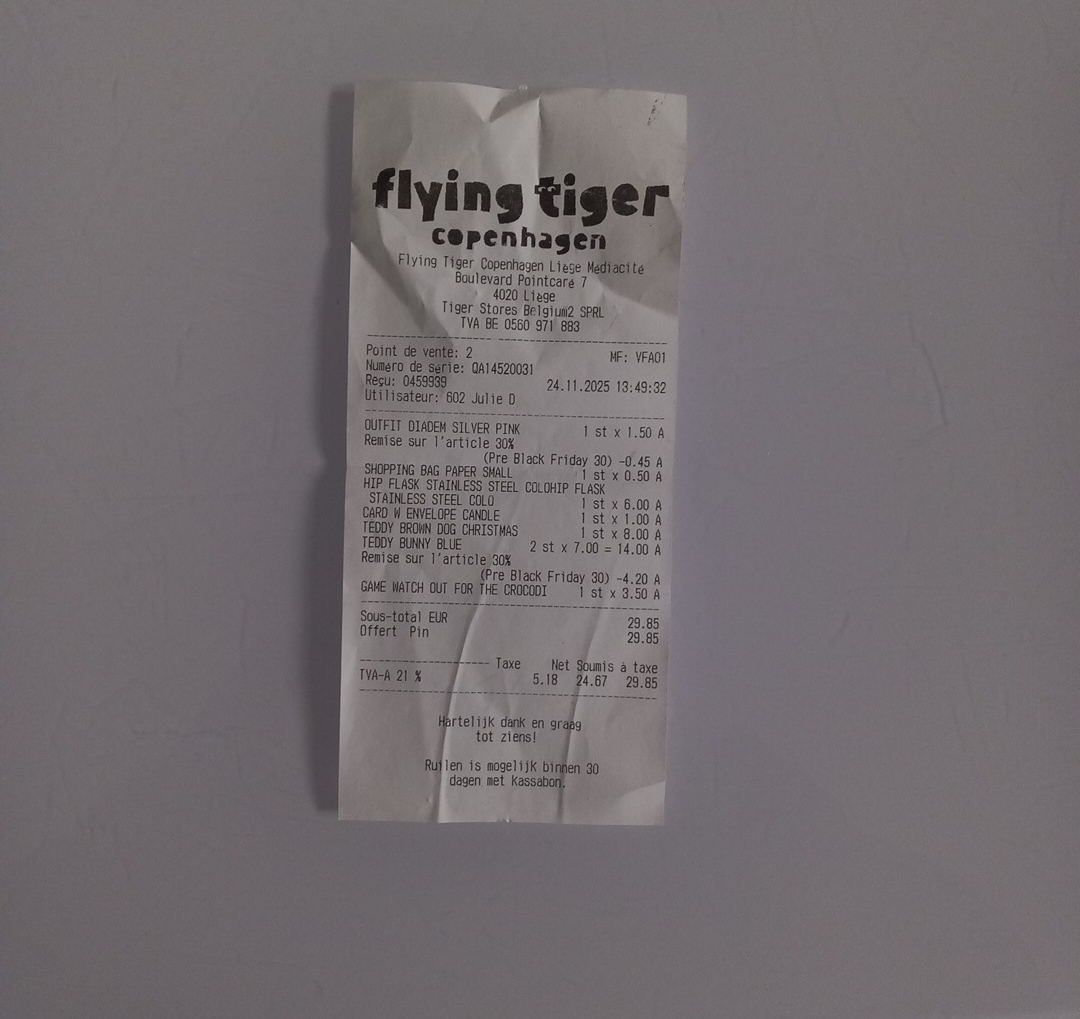 flying tiger
copenhagen
Flying Tiger Copenhagen Liège Médiacité
Boulevard Pointcaré 7
4020 Liège
Tiger Stores Belgium2 SPRL
TVA BE 0560 971 883
Point de vente: 2 MF: VFA01
Numéro de série: QA14520031
Reçu: 0459939 24.11.2025 13:49:32
Utilisateur: 602 Julie D
OUTFIT DIADEM SILVER PINK 1 st x 1.50 A
Remise sur l'article 30%
(Pre Black Friday 30) -0.45 A
SHOPPING BAG PAPER SMALL 1 st x 0.50 A
HIP FLASK STAINLESS STEEL COLOHIP FLASK
STAINLESS STEEL COLO 1 st x 6.00 A
CARD W ENVELOPE CANDLE 1 st x 1.00 A
TEDDY BROWN DOG CHRISTMAS 1 st x 8.00 A
TEDDY BUNNY BLUE 2 st x 7.00 = 14.00 A
Remise sur l'article 30%
(Pre Black Friday 30) -4.20 A
GAME WATCH OUT FOR THE CROCODI 1 st x 3.50 A
Sous-total EUR 29.85
Offert Pin 29.85
Taxe Net Soumis à taxe
TVA-A 21 % 5.18 24.67 29.85
Hartelijk dank en graag
tot ziens!
Ruilen is mogelijk binnen 30
dagen met Kassabon.